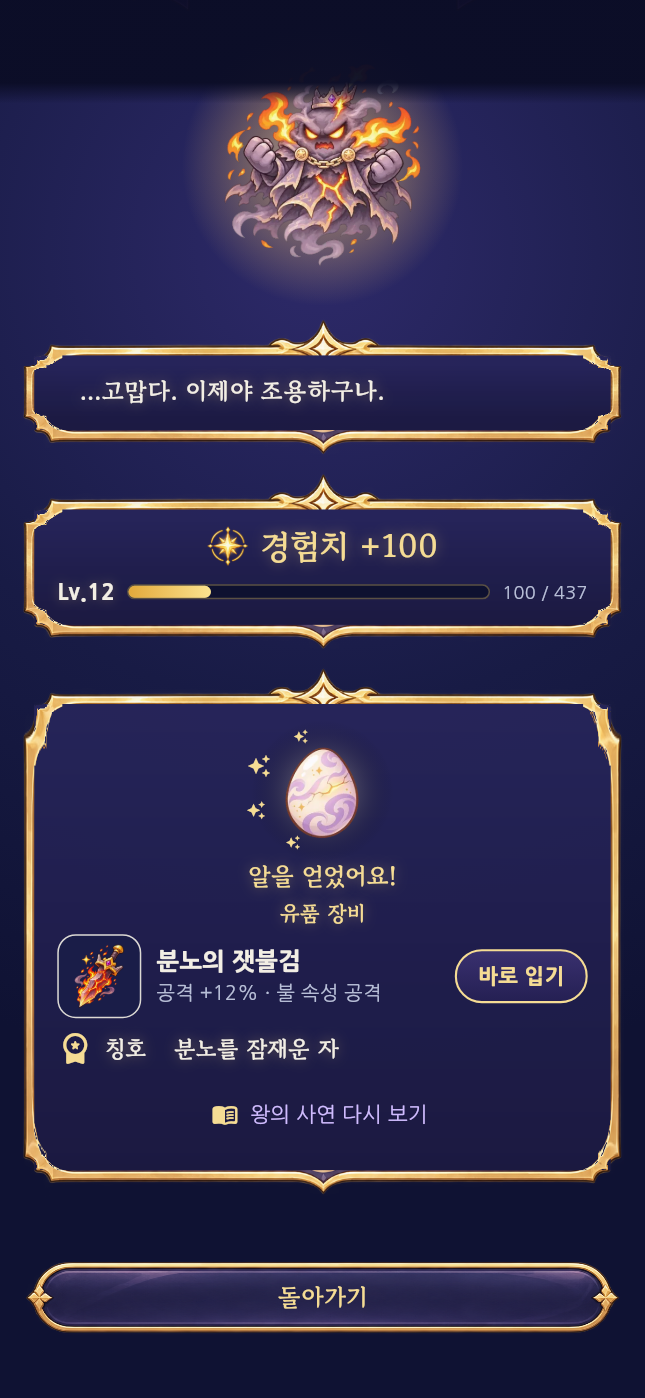 ...고맙다. 이제야 조용하구나.
경험치 +100
Lv.12 100 / 437
알을 얻었어요!
유품 장비
분노의 잿불검
공격 +12% · 불 속성 공격
바로 입기
칭호 분노를 잠재운 자
왕의 사연 다시 보기
돌아가기